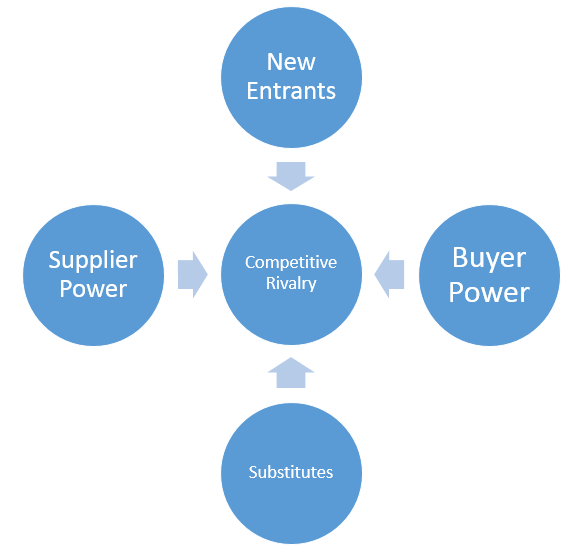 New
Entrants
Supplier
Power
Competitive
Rivalry
Buyer
Power
Substitutes